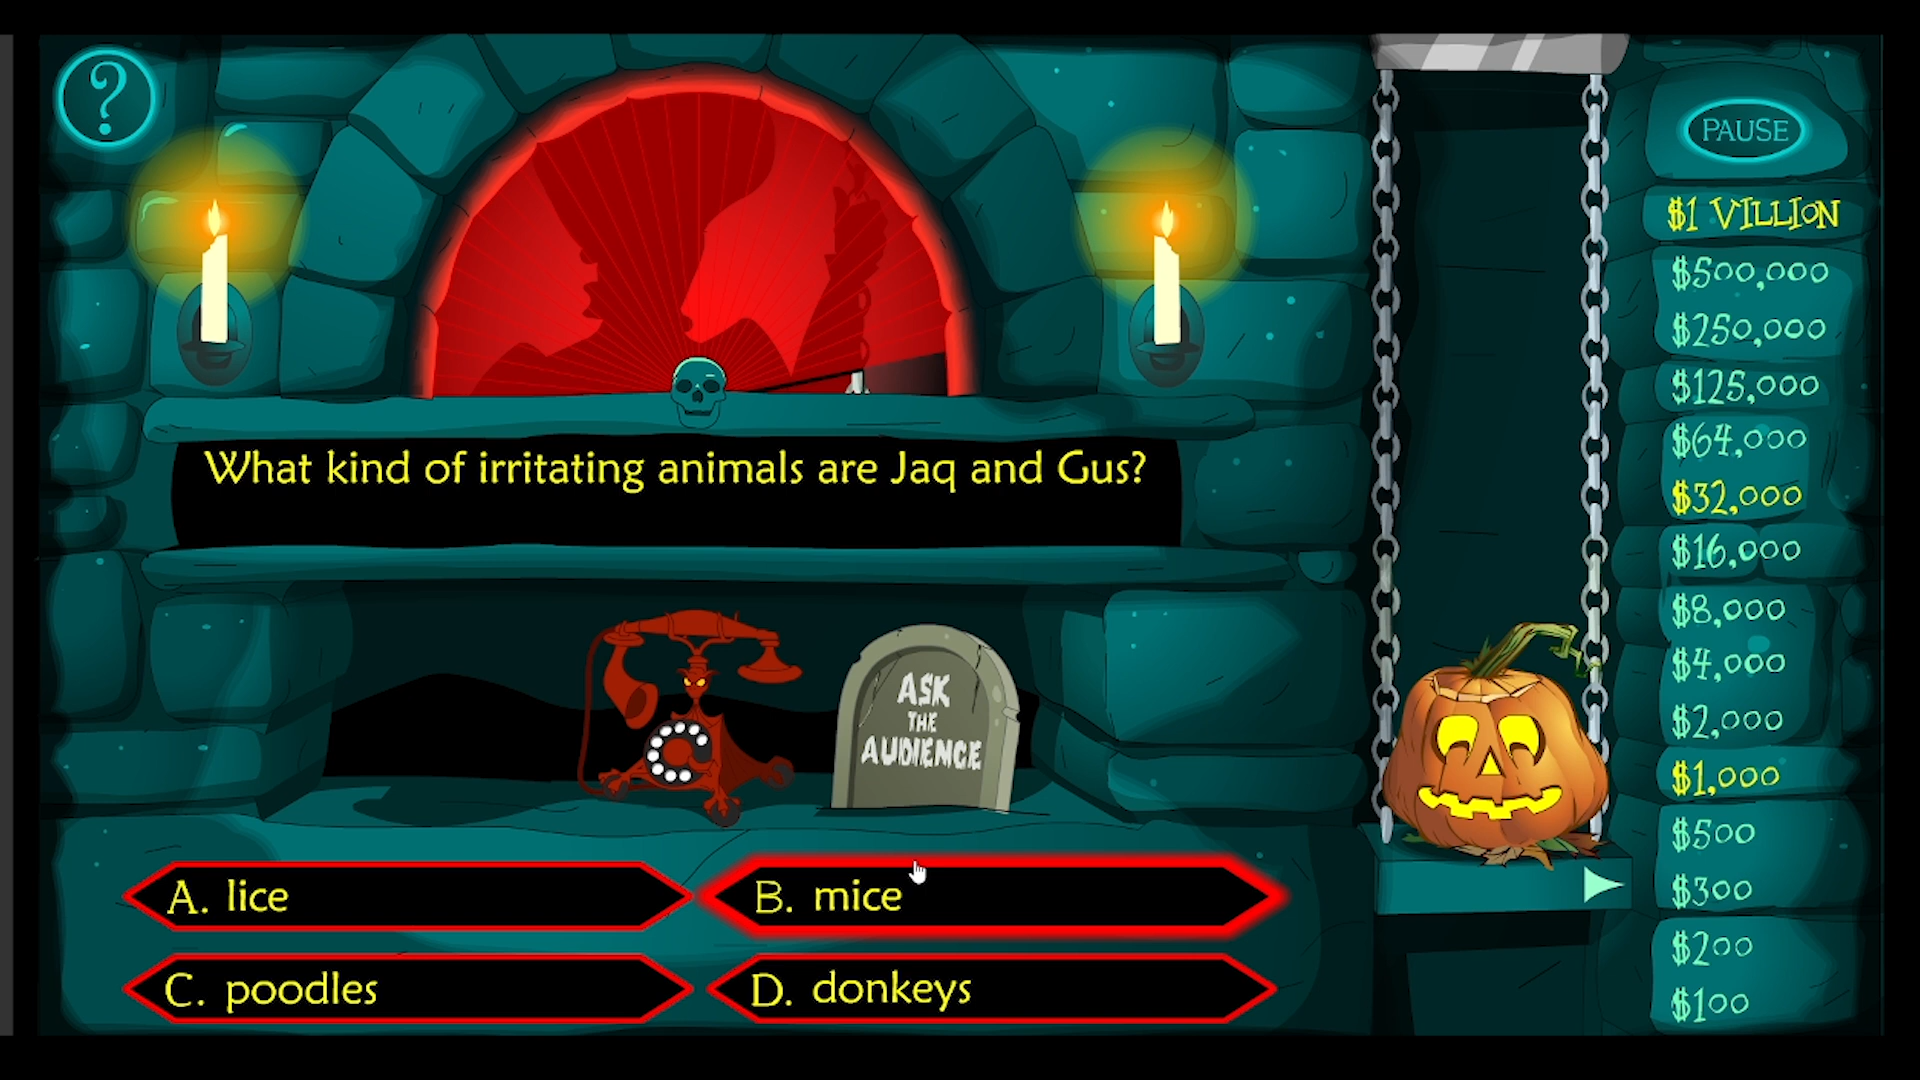 ?
PAUSE
$1 VILLION
$500,000
$250,000
$125,000
$64,000
$32,000
$16,000
$8,000
$4,000
$2,000
$1,000
$500
$300
$200
$100
What kind of irritating animals are Jaq and Gus?
ASK
THE
AUDIENCE
A. lice
B. mice
C. poodles
D. donkeys